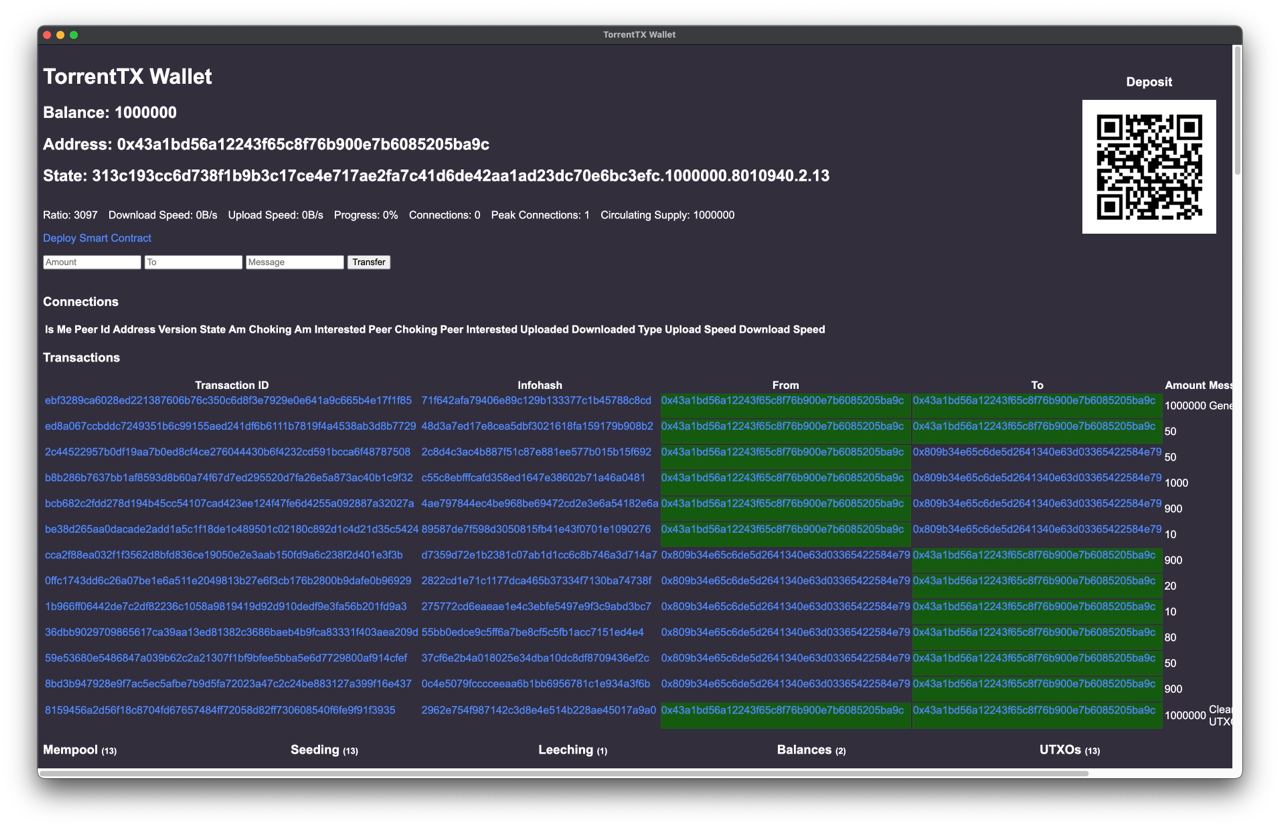 TorrentTX Wallet
TorrentTX Wallet
Deposit
Balance: 1000000
Address: 0x43a1bd56a12243f65c8f76b900e7b6085205ba9c
State: 313c193cc6d738f1b9b3c17ce4e717ae2fa7c41d6de42aa1ad23dc70e6bc3efc.1000000.8010940.2.13
Ratio: 3097 Download Speed: 0B/s Upload Speed: 0B/s Progress: 0% Connections: 0 Peak Connections: 1 Circulating Supply: 1000000
Deploy Smart Contract
Amount To Message Transfer
Connections
Is Me Peer Id Address Version State Am Choking Am Interested Peer Choking Peer Interested Uploaded Downloaded Type Upload Speed Download Speed
Transactions
Transaction ID Infohash From To Amount Mess
ebf3289ca6028ed221387606b76c350c6d8f3e7929e0e641a9c665b4e17f1f85 71f642afa79406e89c129b133377c1b45788c8cd 0x43a1bd56a12243f65c8f76b900e7b6085205ba9c 0x43a1bd56a12243f65c8f76b900e7b6085205ba9c 1000000 Gene
ed8a067ccbddc7249351b6c99155aed241df6b6111b7819f4a4538ab3d8b7729 48d3a7ed17e8cea5dbf3021618fa159179b908b2 0x43a1bd56a12243f65c8f76b900e7b6085205ba9c 0x43a1bd56a12243f65c8f76b900e7b6085205ba9c 50
2c44522957b0df19aa7b0ed8cf4ce276044430b6f4232cd591bcca6f48787508 2c8d4c3ac4b887f51c87e881ee577b015b15f692 0x43a1bd56a12243f65c8f76b900e7b6085205ba9c 0x809b34e65c6de5d2641340e63d03365422584e79 50
b8b286b7637bb1af8593d8b60a74f67d7ed295520d7fa26e5a873ac40b1c9f32 c55c8ebfffcafd358ed1647e38602b71a46a0481 0x43a1bd56a12243f65c8f76b900e7b6085205ba9c 0x809b34e65c6de5d2641340e63d03365422584e79 1000
bcb682c2fdd278d194b45cc54107cad423ee124f47fe6d4255a092887a32027a 4ae797844ec4be968be69472cd2e3e6a54182e6a 0x43a1bd56a12243f65c8f76b900e7b6085205ba9c 0x809b34e65c6de5d2641340e63d03365422584e79 900
be38d265aa0dacade2add1a5c1f18de1c489501c02180c892d1c4d21d35c5424 89587de7f598d3050815fb41e43f0701e1090276 0x43a1bd56a12243f65c8f76b900e7b6085205ba9c 0x809b34e65c6de5d2641340e63d03365422584e79 10
cca2f88ea032f1f3562d8bfd836ce19050e2e3aab150fd9a6c238f2d401e3f3b d7359d72e1b2381c07ab1d1cc6c8b746a3d714a7 0x809b34e65c6de5d2641340e63d03365422584e79 0x43a1bd56a12243f65c8f76b900e7b6085205ba9c 900
0ffc1743dd6c26a07be1e6a511e2049813b27e6f3cb176b2800b9dafe0b96929 2822cd1e71c1177dca465b37334f7130ba74738f 0x809b34e65c6de5d2641340e63d03365422584e79 0x43a1bd56a12243f65c8f76b900e7b6085205ba9c 20
1b966ff06442de7c2df82236c1058a9819419d92d910dedf9e3fa56b201fd9a3 275772cd6eaeae1e4c3ebfe5497e9f3c9abd3bc7 0x809b34e65c6de5d2641340e63d03365422584e79 0x43a1bd56a12243f65c8f76b900e7b6085205ba9c 10
36dbb9029709865617ca39aa13ed81382c3686baeb4b9fca83331f403aea209d 55bb0edce9c5ff6a7be8cf5c5fb1acc7151ed4e4 0x809b34e65c6de5d2641340e63d03365422584e79 0x43a1bd56a12243f65c8f76b900e7b6085205ba9c 80
59e53680e5486847a039b62c2a21307f1bf9bfee5bba5e6d7729800af914cfef 37cf6e2b4a018025e34dba10dc8df8709436ef2c 0x809b34e65c6de5d2641340e63d03365422584e79 0x43a1bd56a12243f65c8f76b900e7b6085205ba9c 50
8bd3b947928e9f7ac5ec5afbe7b9d5fa72023a47c2c24be883127a399f16e437 0c4e5079fcccceeaa6b1bb6956781c1e934a3f6b 0x809b34e65c6de5d2641340e63d03365422584e79 0x43a1bd56a12243f65c8f76b900e7b6085205ba9c 900
8159456a2d56f18c8704fd67657484ff72058d82ff730608540f6fe9f91f3935 2962e754f987142c3d8e4e514b228ae45017a9a0 0x43a1bd56a12243f65c8f76b900e7b6085205ba9c 0x43a1bd56a12243f65c8f76b900e7b6085205ba9c 1000000 Clear
UTXO
Mempool (13) Seeding (13) Leeching (1) Balances (2) UTXOs (13)